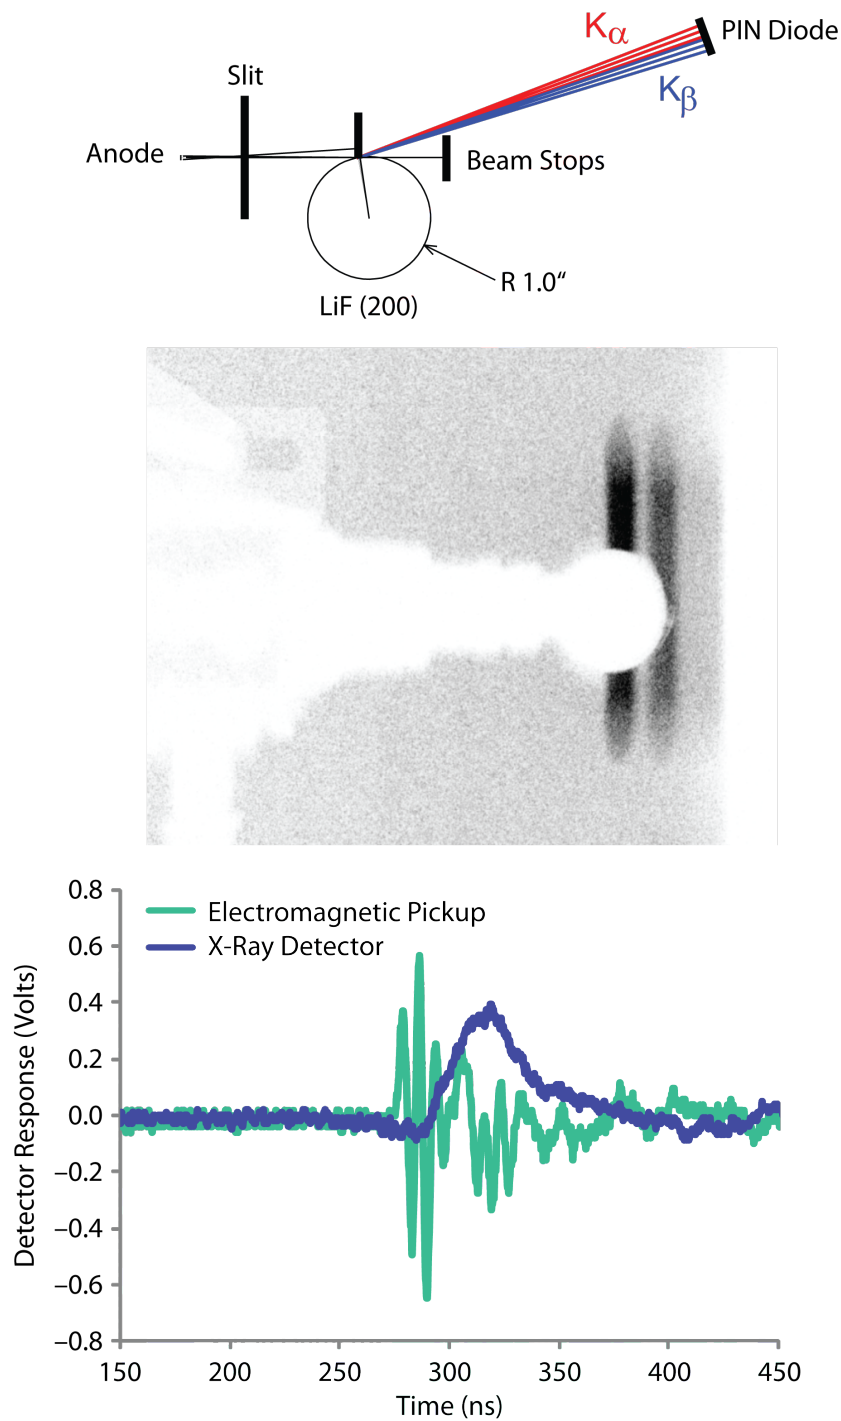 Kα
PIN Diode
Slit
Kβ
Anode
Beam Stops
R 1.0“
LiF (200)
0.8
Electromagnetic Pickup
0.6
X-Ray Detector
0.4
0.2
0.0
–0.2
–0.4
–0.6
–0.8
Detector Response (Volts)
150 200 250 300 350 400 450
Time (ns)